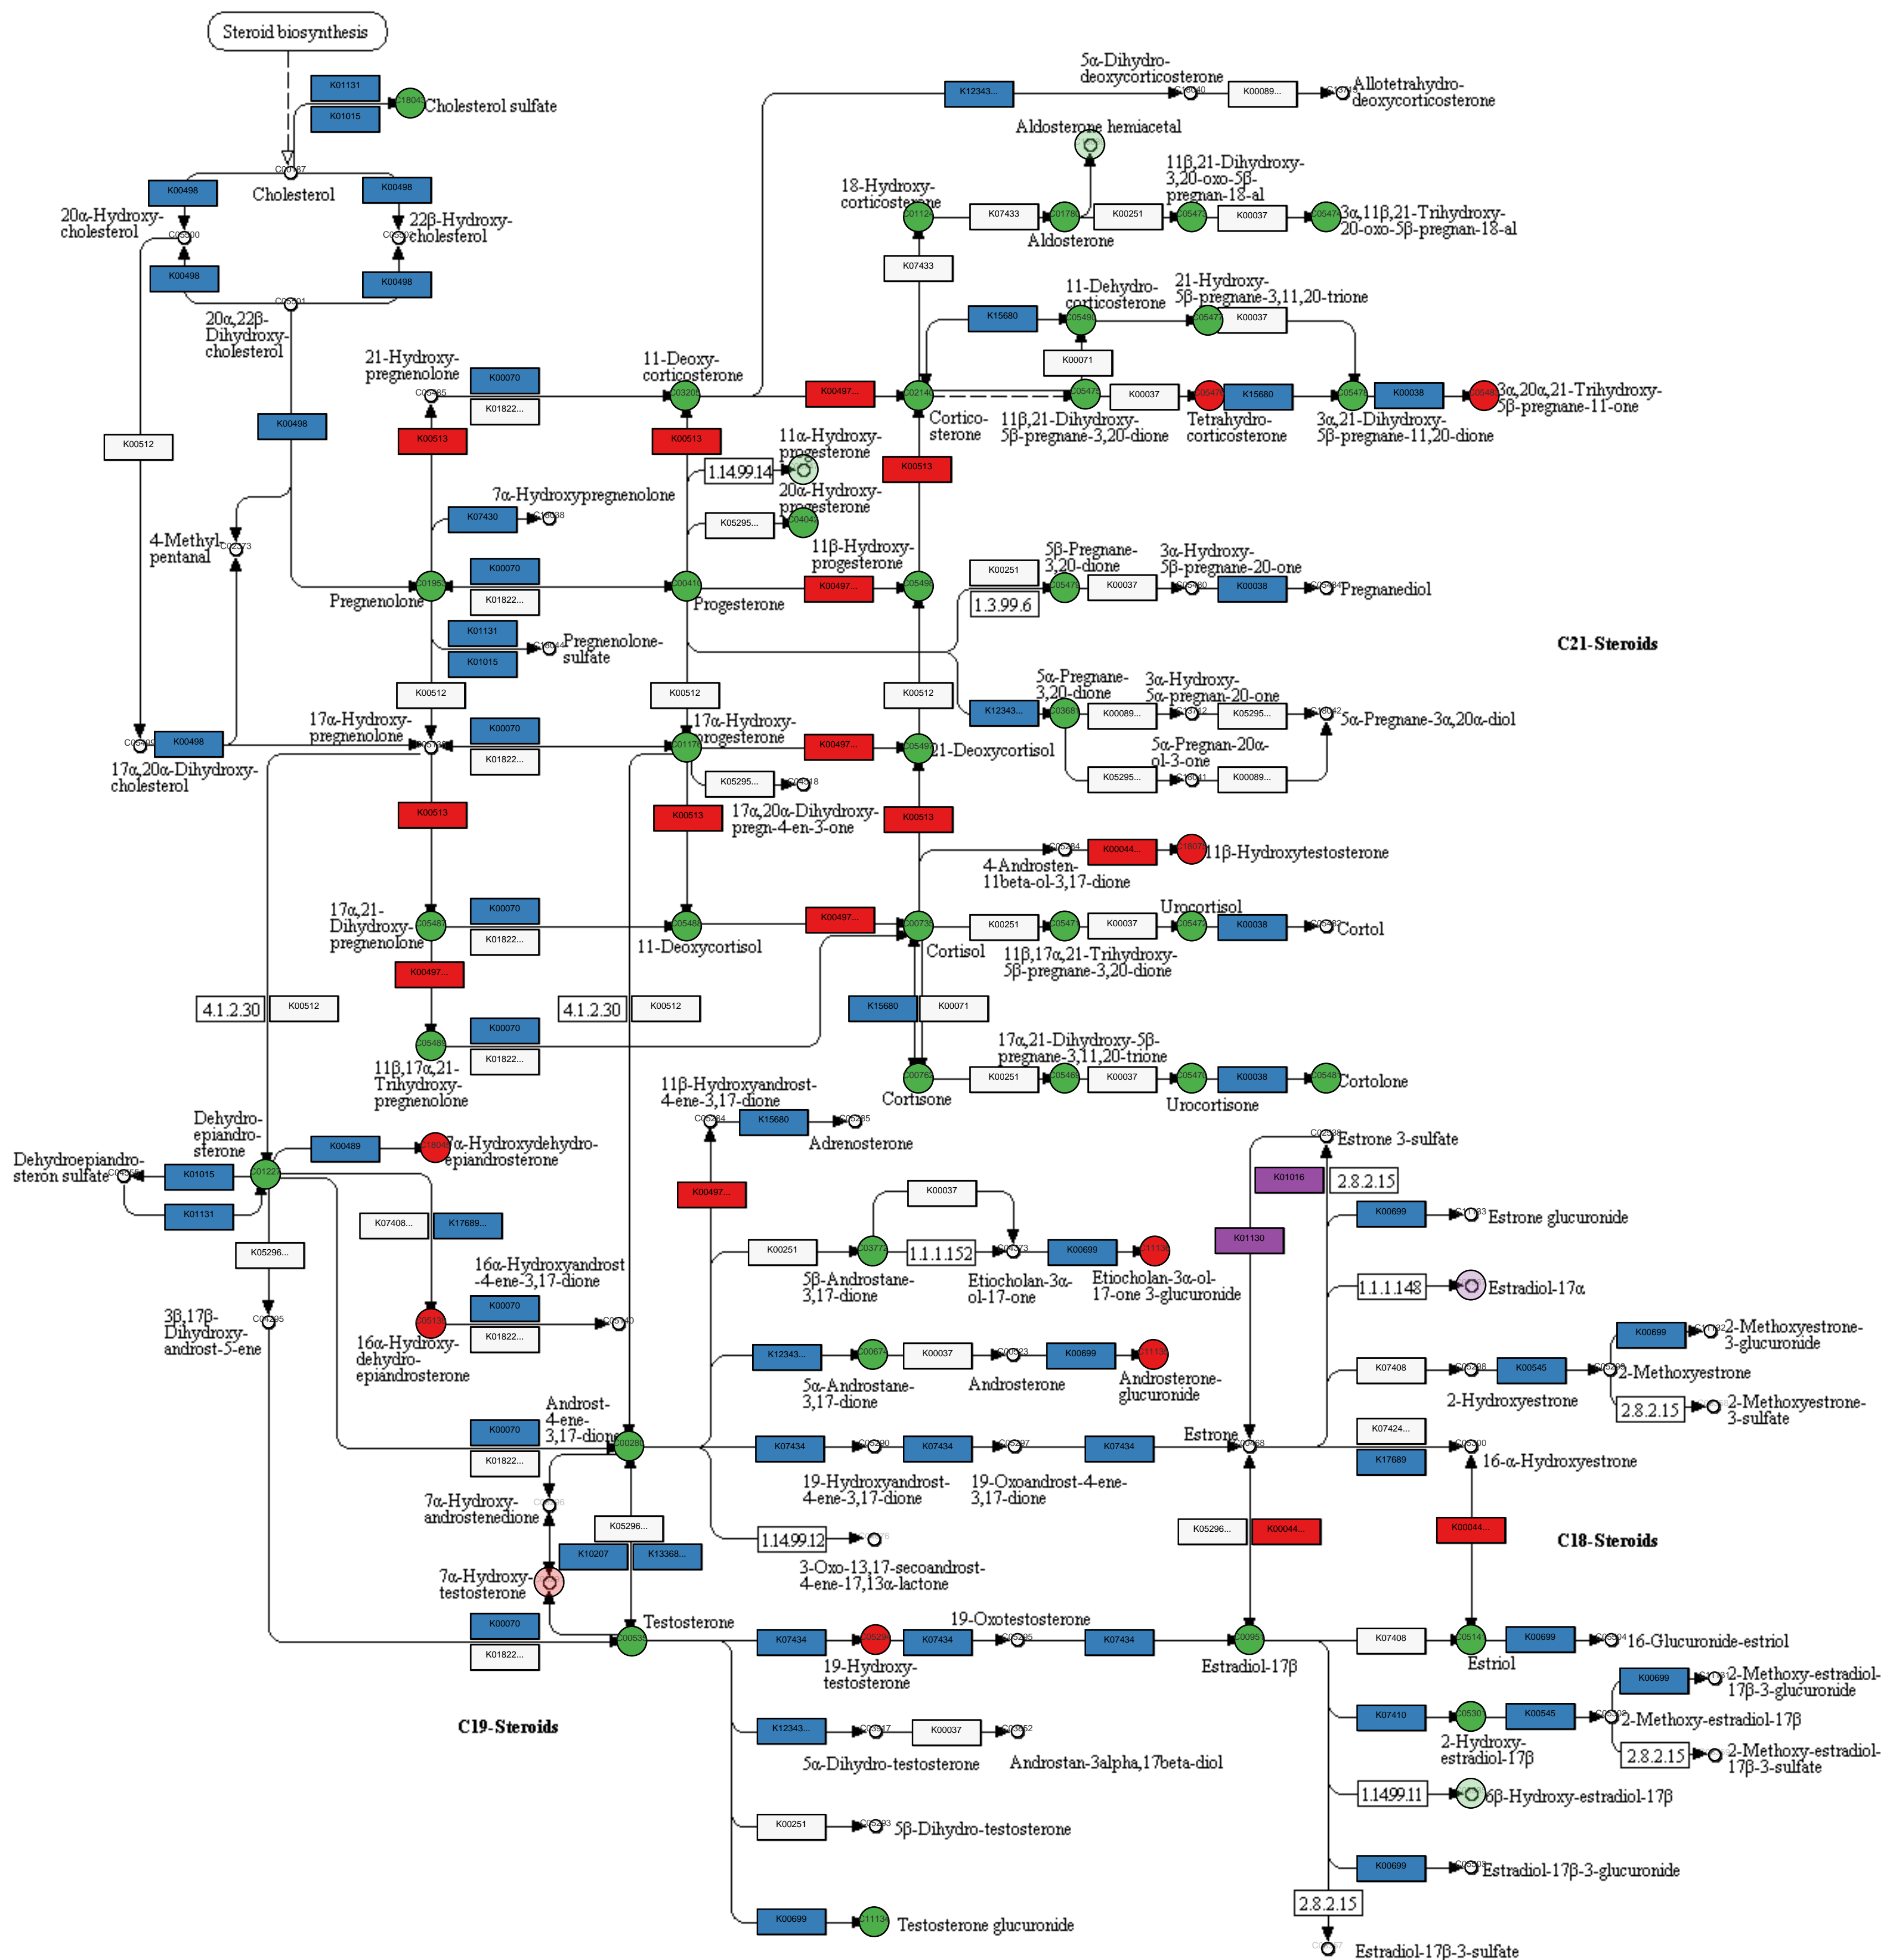 Steroid biosynthesis
K01131
Cholesterol sulfate
K01015
Cholesterol
K00498
K00498
20α-Hydroxy-
cholesterol
22β-Hydroxy-
cholesterol
K00498
K00498
20α,22β-
Dihydroxy-
cholesterol
K00512
K00498
4-Methyl-
pentanal
K00498
17α,20α-Dihydroxy-
cholesterol
K12343...
5α-Dihydro-
deoxycorticosterone
K00089...
Allotetrahydro-
deoxycorticosterone
Aldosterone hemiacetal
18-Hydroxy-
corticosterone
K07433
Aldosterone
K00251
11β,21-Dihydroxy-
3,20-oxo-5β-
pregnan-18-al
K00037
3α,11β,21-Trihydroxy-
20-oxo-5β-pregnan-18-al
K07433
K15680
11-Dehydro-
corticosterone
21-Hydroxy-
5β-pregnane-3,11,20-trione
K00037
K00071
21-Hydroxy-
pregnenolone
K00070
K01822...
11-Deoxy-
corticosterone
K00497...
Cortico-
sterone
11β,21-Dihydroxy-
5β-pregnane-3,20-dione
K00037
Tetrahydro-
corticosterone
K15680
3α,21-Dihydroxy-
5β-pregnane-11,20-dione
K00038
3α,20α,21-Trihydroxy-
5β-pregnane-11-one
K00513
K00513
K00513
1.14.99.14
11α-Hydroxy-
progesterone
K05295...
20α-Hydroxy-
progesterone
K07430
7α-Hydroxypregnenolone
Pregnenolone
K00070
K01822...
Progesterone
K00497...
11β-Hydroxy-
progesterone
K00251
1.3.99.6
5β-Pregnane-
3,20-dione
K00037
3α-Hydroxy-
5β-pregnane-20-one
K00038
Pregnanediol
K01131
K01015
Pregnenolone-
sulfate
C21-Steroids
K00512
K00512
K00512
K12343...
5α-Pregnane-
3,20-dione
K00089...
3α-Hydroxy-
5α-pregnan-20-one
K05295...
5α-Pregnane-3α,20α-diol
K05295...
5α-Pregnan-20α-
ol-3-one
K00089...
17α-Hydroxy-
pregnenolone
K00070
K01822...
17α-Hydroxy-
progesterone
K00497...
21-Deoxycortisol
K05295...
17α,20α-Dihydroxy-
pregn-4-en-3-one
K00513
K00513
K00513
4-Androsten-
11beta-ol-3,17-dione
K00044...
11β-Hydroxytestosterone
17α,21-
Dihydroxy-
pregnenolone
K00070
K01822...
11-Deoxycortisol
K00497...
Cortisol
K00251
11β,17α,21-Trihydroxy-
5β-pregnane-3,20-dione
K00037
Urocortisol
K00038
Cortol
K00497...
4.1.2.30
K00512
4.1.2.30
K00512
K15680
K00071
K00070
K01822...
11β,17α,21-
Trihydroxy-
pregnenolone
Cortisone
K00251
17α,21-Dihydroxy-5β-
pregnane-3,11,20-trione
K00037
Urocortisone
K00038
Cortolone
Dehydro-
epiandro-
sterone
K00489
7α-Hydroxydehydro-
epiandrosterone
Dehydroepiandro-
steron sulfate
K01015
K01131
K05296...
3β,17β-
Dihydroxy-
androst-5-ene
K07408...
K17689...
16α-Hydroxyandrost
-4-ene-3,17-dione
K00070
K01822...
16α-Hydroxy-
dehydro-
epiandrosterone
11β-Hydroxyandrost-
4-ene-3,17-dione
K15680
Adrenosterone
K00497...
K00037
K00251
5β-Androstane-
3,17-dione
1.1.1.152
Etiocholan-3α-
ol-17-one
K00699
Etiocholan-3α-ol-
17-one 3-glucuronide
K12343...
5α-Androstane-
3,17-dione
K00037
Androsterone
K00699
Androsterone-
glucuronide
Estrone 3-sulfate
K01016
2.8.2.15
K01130
K00699
Estrone glucuronide
1.1.1.148
Estradiol-17α
K07408
2-Hydroxyestrone
K00545
2-Methoxyestrone
K00699
2-Methoxyestrone-
3-glucuronide
2.8.2.15
2-Methoxyestrone-
3-sulfate
K00070
K01822...
Androst-
4-ene-
3,17-dione
K07434
19-Hydroxyandrost-
4-ene-3,17-dione
K07434
19-Oxoandrost-4-ene-
3,17-dione
K07434
Estrone
K07424...
K17689
16-α-Hydroxyestrone
7α-Hydroxy-
androstenedione
K05296...
K10207
K13368...
7α-Hydroxy-
testosterone
1.14.99.12
3-Oxo-13,17-secoandrost-
4-ene-17,13α-lactone
K05296...
K00044...
K00044...
C18-Steroids
K00070
K01822...
Testosterone
K07434
19-Hydroxy-
testosterone
K07434
19-Oxotestosterone
K07434
Estradiol-17β
K07408
Estriol
K00699
16-Glucuronide-estriol
C19-Steroids
K12343...
5α-Dihydro-testosterone
K00037
Androstan-3alpha,17beta-diol
K00251
5β-Dihydro-testosterone
K00699
Testosterone glucuronide
K07410
2-Hydroxy-
estradiol-17β
K00545
2-Methoxy-estradiol-17β
K00699
2-Methoxy-estradiol-
17β-3-glucuronide
2.8.2.15
2-Methoxy-estradiol-
17β-3-sulfate
1.14.99.11
6β-Hydroxy-estradiol-17β
K00699
Estradiol-17β-3-glucuronide
2.8.2.15
Estradiol-17β-3-sulfate